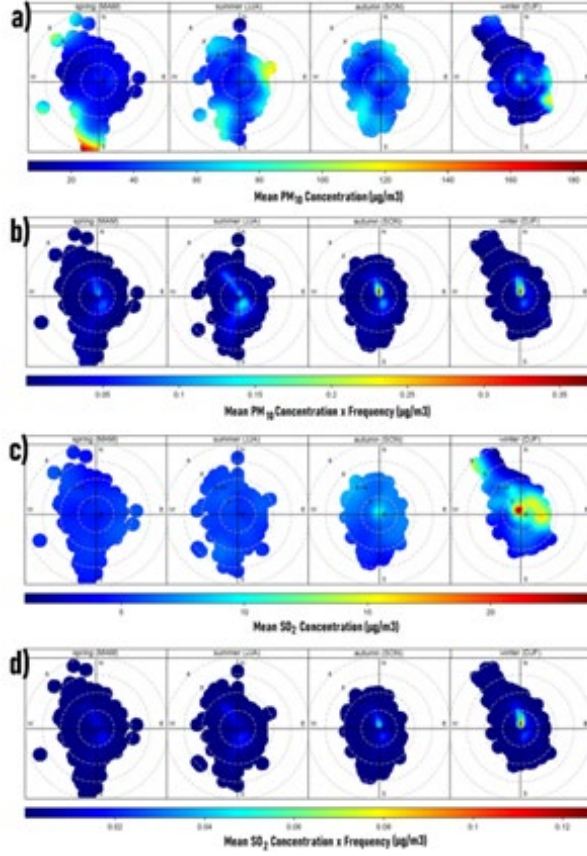 a)
spring (MAM) summer (JJA) autumn (SON) winter (DJF)
20 40 60 80 100 120 140 160 180
Mean PM10 Concentration (µg/m3)
b)
spring (MAM) summer (JJA) autumn (SON) winter (DJF)
0.05 0.1 0.15 0.2 0.25 0.3 0.35
Mean PM 10 Concentration x Frequency (µg/m3)
c)
spring (MAM) summer (JJA) autumn (SON) winter (DJF)
5 10 15 20
Mean SO2 Concentration (µg/m3)
d)
spring (MAM) summer (JJA) autumn (SON) winter (DJF)
0.02 0.04 0.06 0.08 0.1 0.12
Mean SO2 Concentration x Frequency (µg/m3)